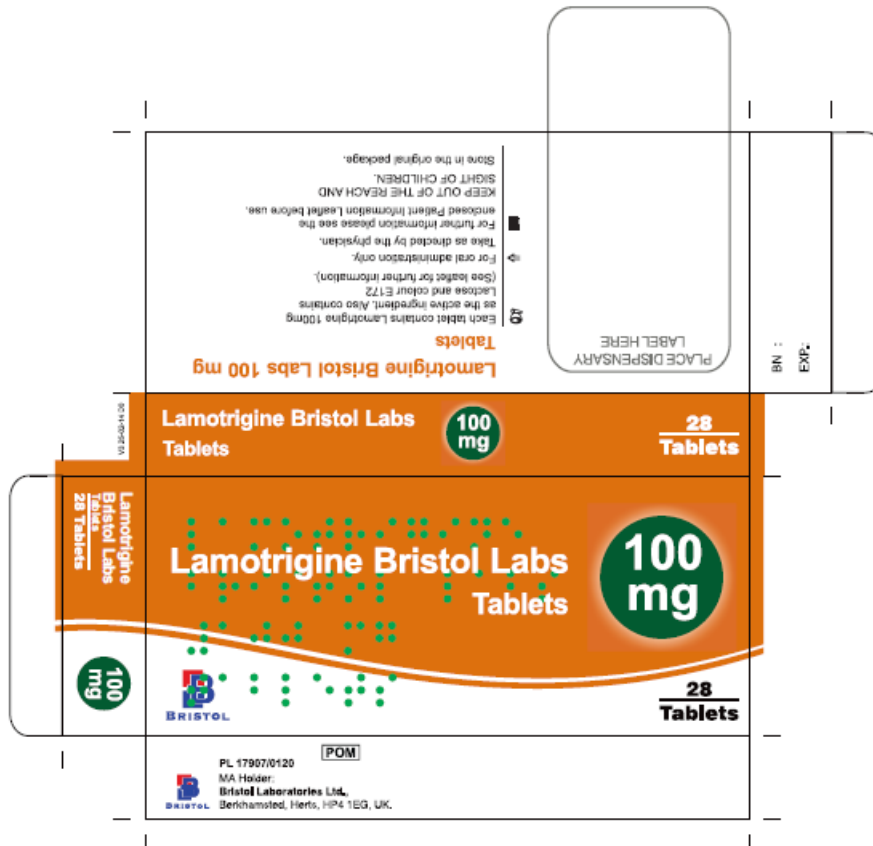 PLACE DISPENSARY
LABEL HERE
BN :
EXP.:
Lamotrigine Bristol Labs 100 mg
Tablets
Each tablet contains Lamotrigine 100mg
as the active ingredient. Also contains
Lactose and colour E172
(See leaflet for further information).
For oral administration only.
Take as directed by the physician.
For further information please see the
enclosed Patient Information Leaflet before use.
KEEP OUT OF THE REACH AND
SIGHT OF CHILDREN.
Store in the original package.
Lamotrigine Bristol Labs
Tablets
100
mg
28
Tablets
Lamotrigine
Bristol Labs
Tablets
28 Tablets
100
mg
Lamotrigine Bristol Labs
Tablets
100
mg
BRISTOL
28
Tablets
POM
PL 17907/0120
MA Holder:
Bristol Laboratories Ltd.,
Berkhamsted, Herts, HP4 1EG, UK.
BRISTOL